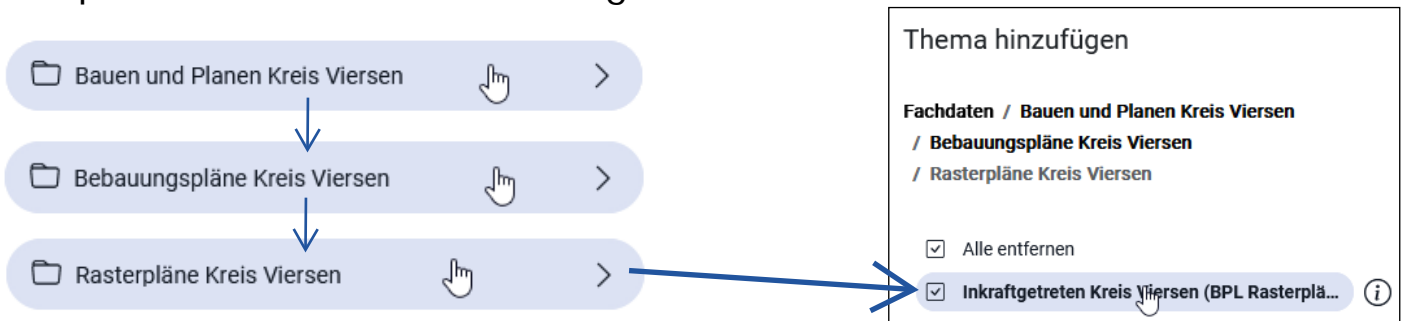 Bauen und Planen Kreis Viersen
Bebauungspläne Kreis Viersen
Rasterpläne Kreis Viersen
Thema hinzufügen
Fachdaten / Bauen und Planen Kreis Viersen
/ Bebauungspläne Kreis Viersen
/ Rasterpläne Kreis Viersen
Alle entfernen
Inkraftgetreten Kreis Viersen (BPL Rasterplä...